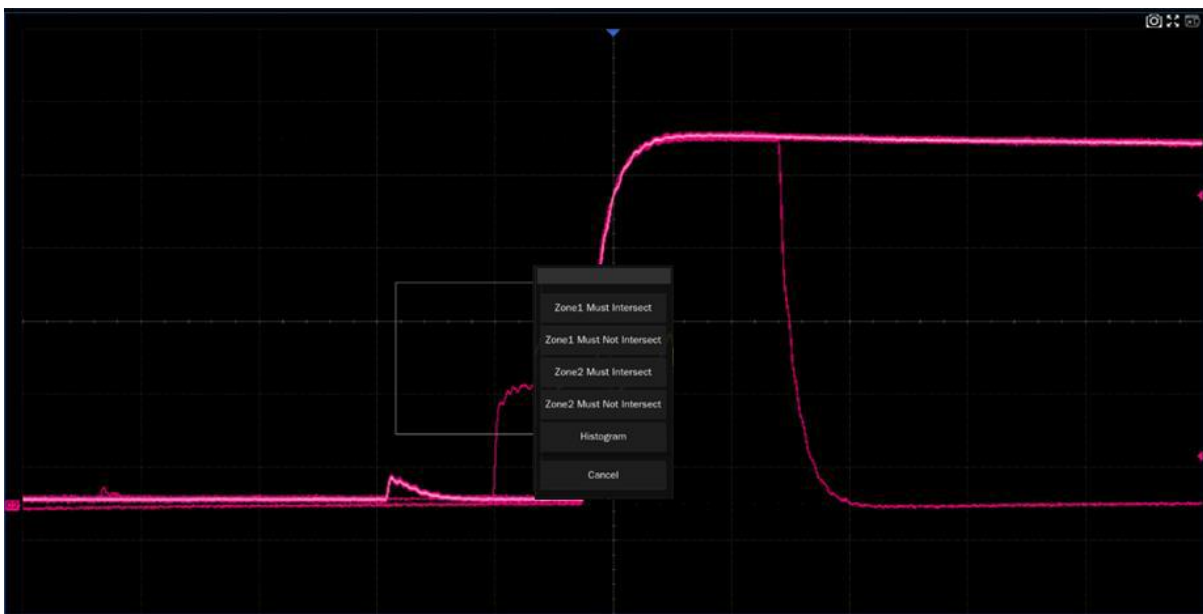 Zone1 Must Intersect
Zone1 Must Not Intersect
Zone2 Must Intersect
Zone2 Must Not Intersect
Histogram
Cancel